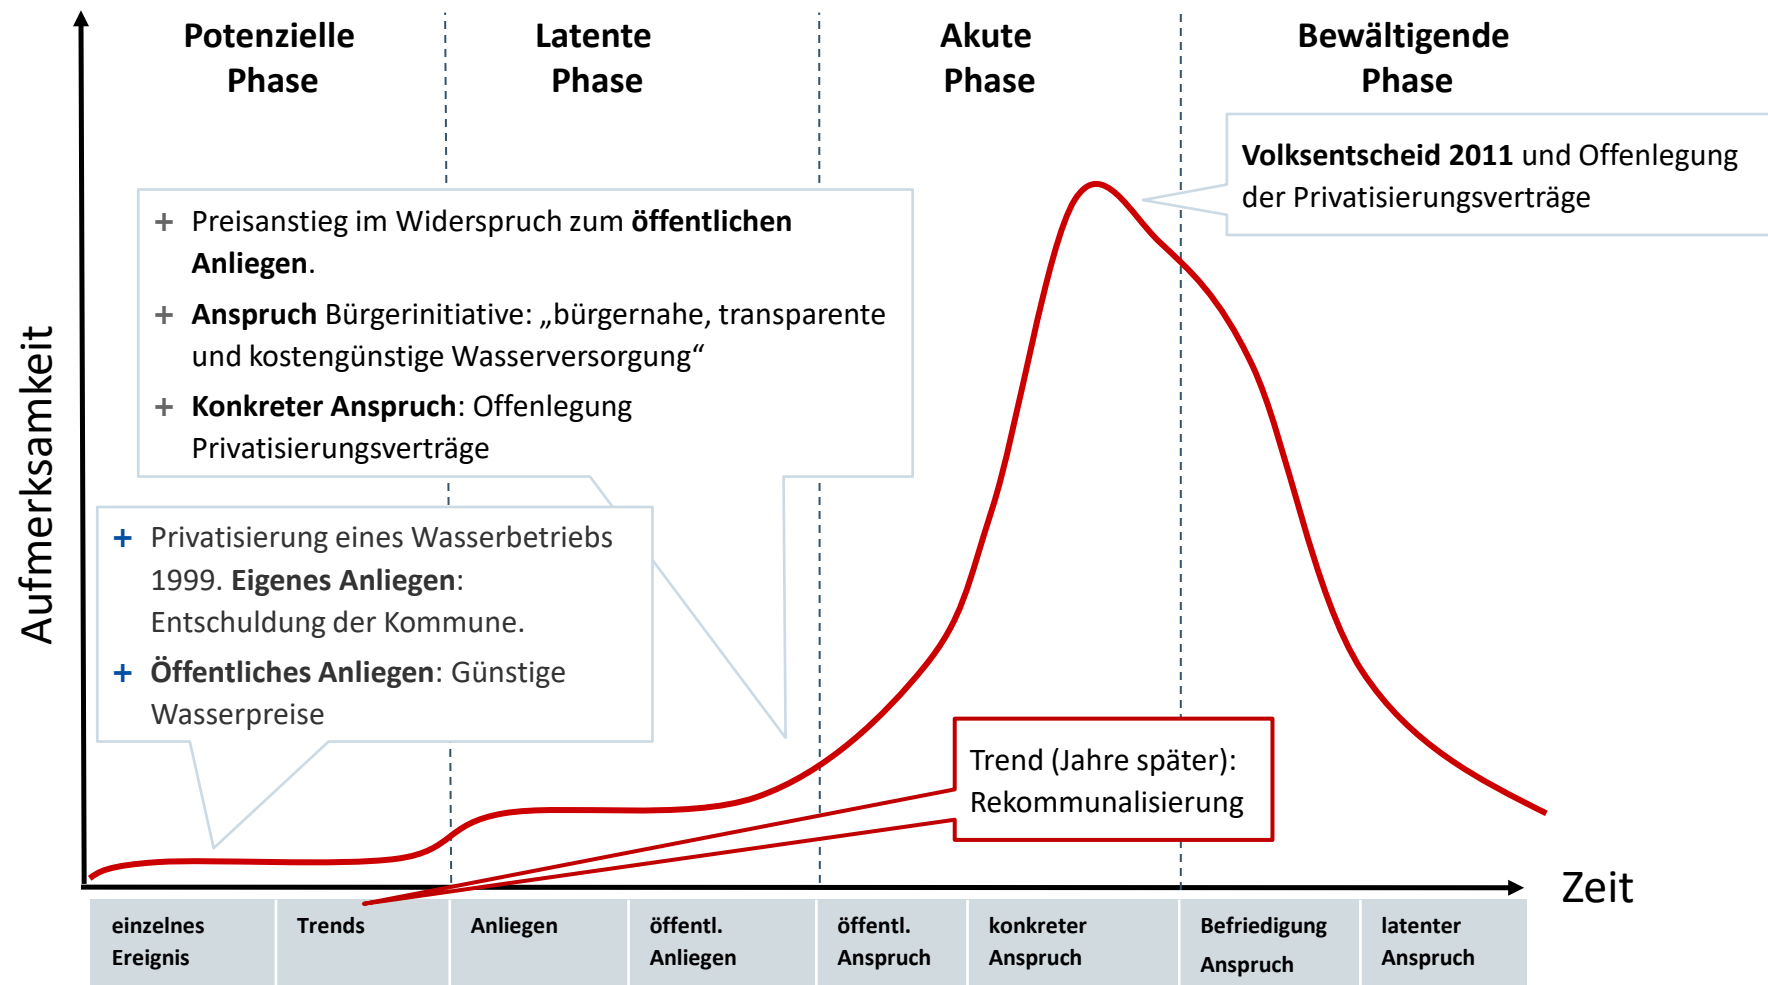 Potenzielle
Phase
Latente
Phase
Akute
Phase
Bewältigende
Phase
Volksentscheid 2011 und Offenlegung
der Privatisierungsverträge
+ Preisanstieg im Widerspruch zum öffentlichen
Anliegen.
+ Anspruch Bürgerinitiative: „bürgernahe, transparente
und kostengünstige Wasserversorgung“
+ Konkreter Anspruch: Offenlegung
Privatisierungsverträge
+ Privatisierung eines Wasserbetriebs
1999. Eigenes Anliegen:
Entschuldung der Kommune.
+ Öffentliches Anliegen: Günstige
Wasserpreise
Trend (Jahre später):
Rekommunalisierung
Aufmerksamkeit
Zeit
einzelnes
Ereignis
Trends
Anliegen
öffentl.
Anliegen
öffentl.
Anspruch
konkreter
Anspruch
Befriedigung
Anspruch
latenter
Anspruch